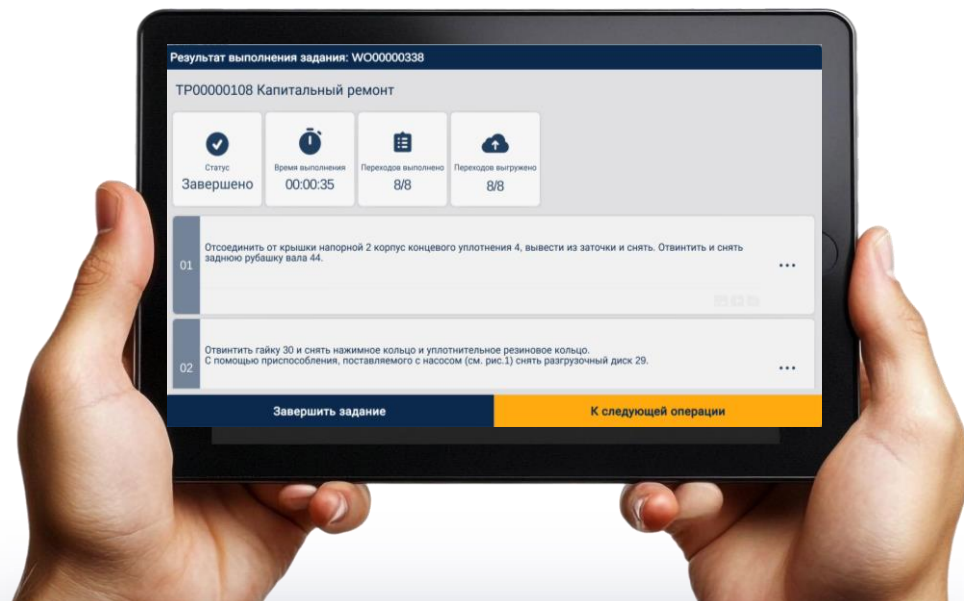 Результат выполнения задания: WO00000338
TP00000108 Капитальный ремонт
Статус
Завершено
Время выполнения
00:00:35
Переходов выполнено
8/8
Переходов выгружено
8/8
01
Отсоединить от крышки напорной 2 корпус концевого уплотнения 4, вывести из заточки и снять. Отвинтить и снять
заднюю рубашку вала 44.
02
Отвинтить гайку 30 и снять нажимное кольцо и уплотнительное резиновое кольцо.
С помощью приспособления, поставляемого с насосом (см. рис.1) снять разгрузочный диск 29.
Завершить задание
К следующей операции